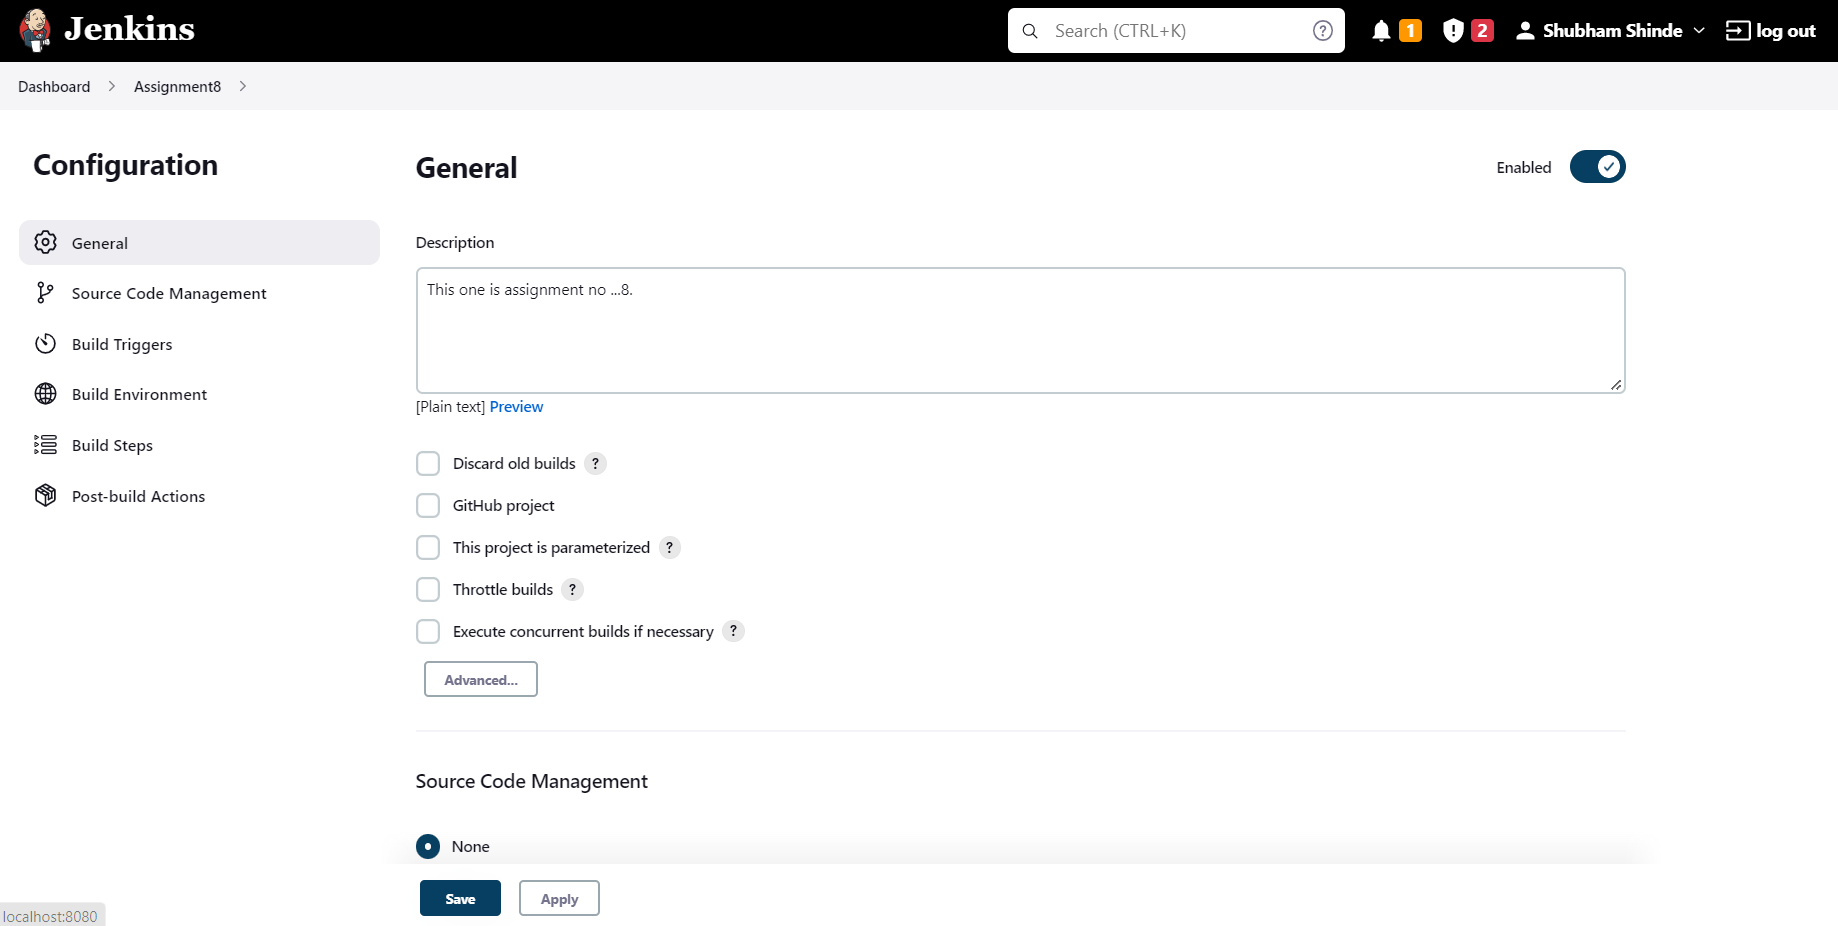 Jenkins
Search (CTRL+K)
?
1
2
Shubham Shinde
log out
Dashboard
Assignment8
Configuration
General
Source Code Management
Build Triggers
Build Environment
Build Steps
Post-build Actions
General
Enabled
Description
This one is assignment no ...8.
[Plain text] Preview
Discard old builds ?
GitHub project
This project is parameterized ?
Throttle builds ?
Execute concurrent builds if necessary ?
Advanced...
Source Code Management
None
Save
Apply
localhost:8080